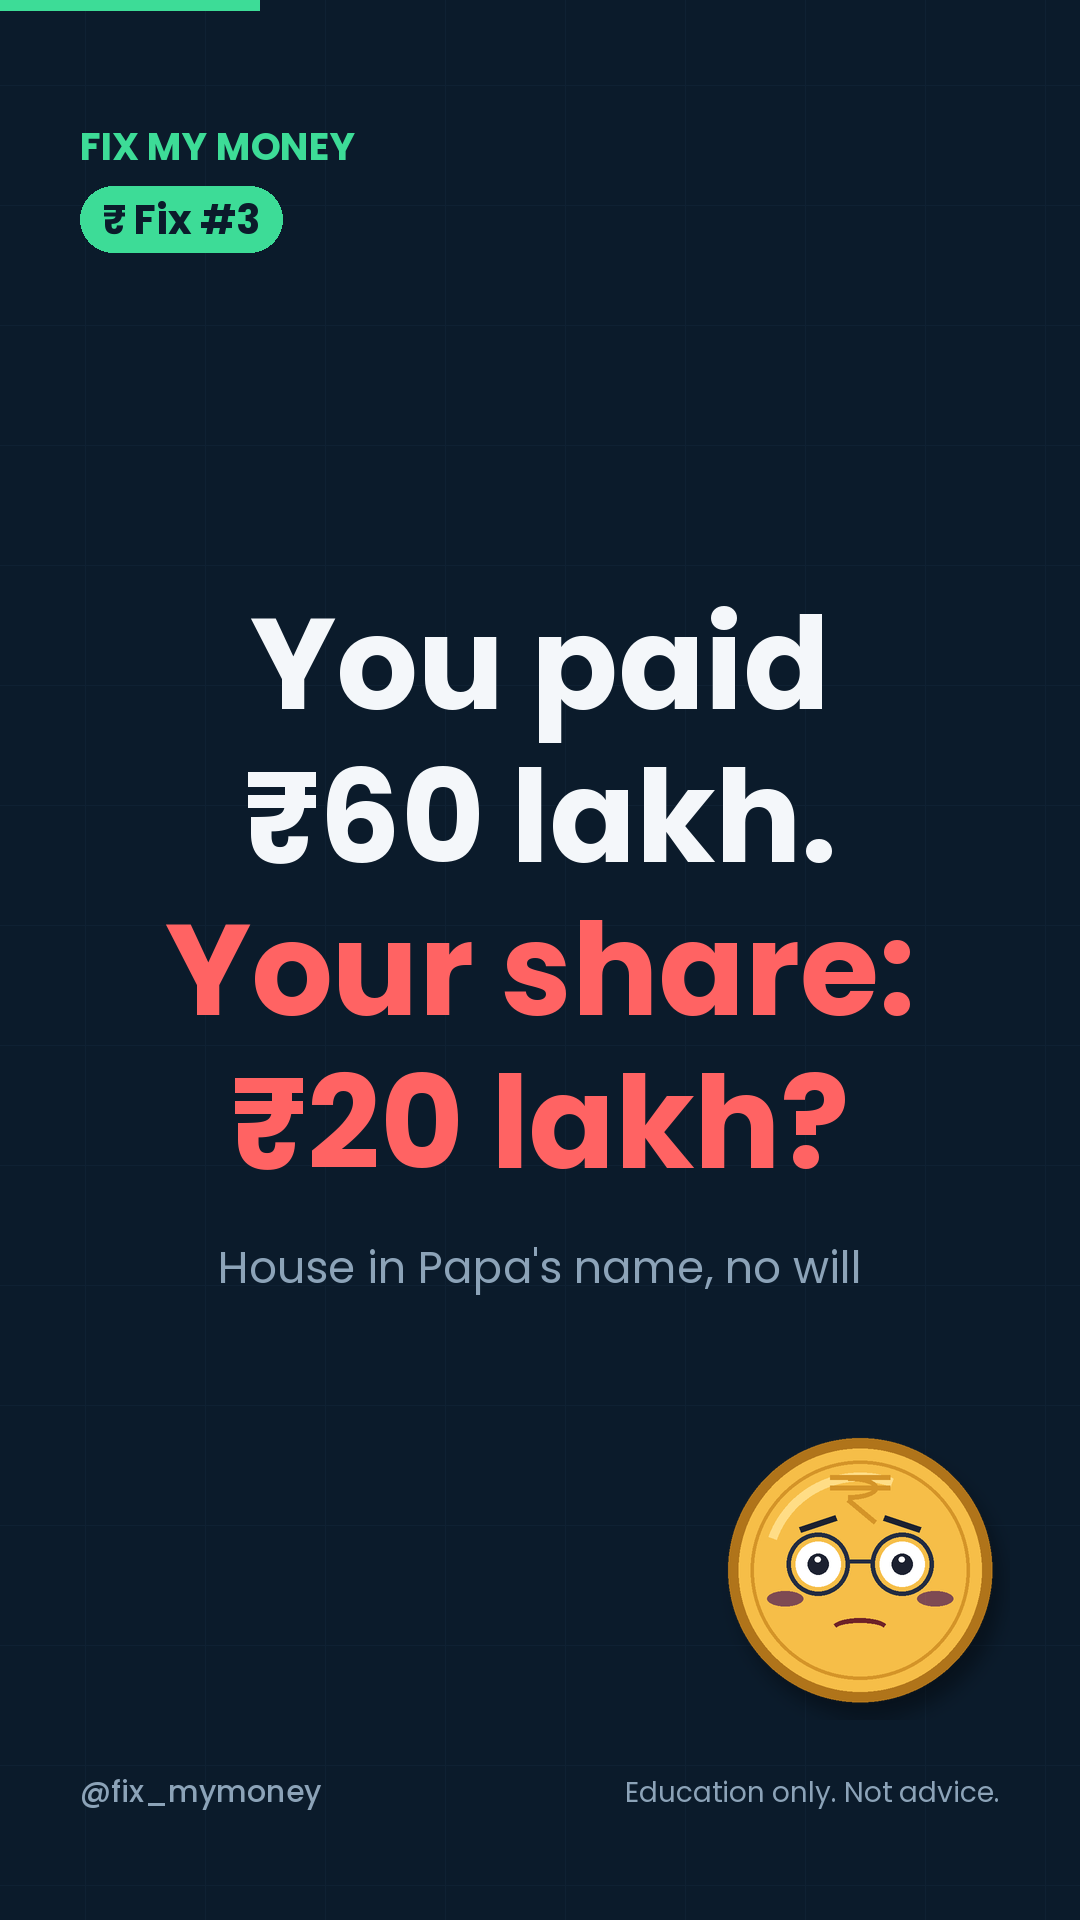 FIX MY MONEY
₹ Fix #3
You paid
₹60 lakh.
Your share:
₹20 lakh?
House in Papa's name, no will
₹
@fix_mymoney
Education only. Not advice.